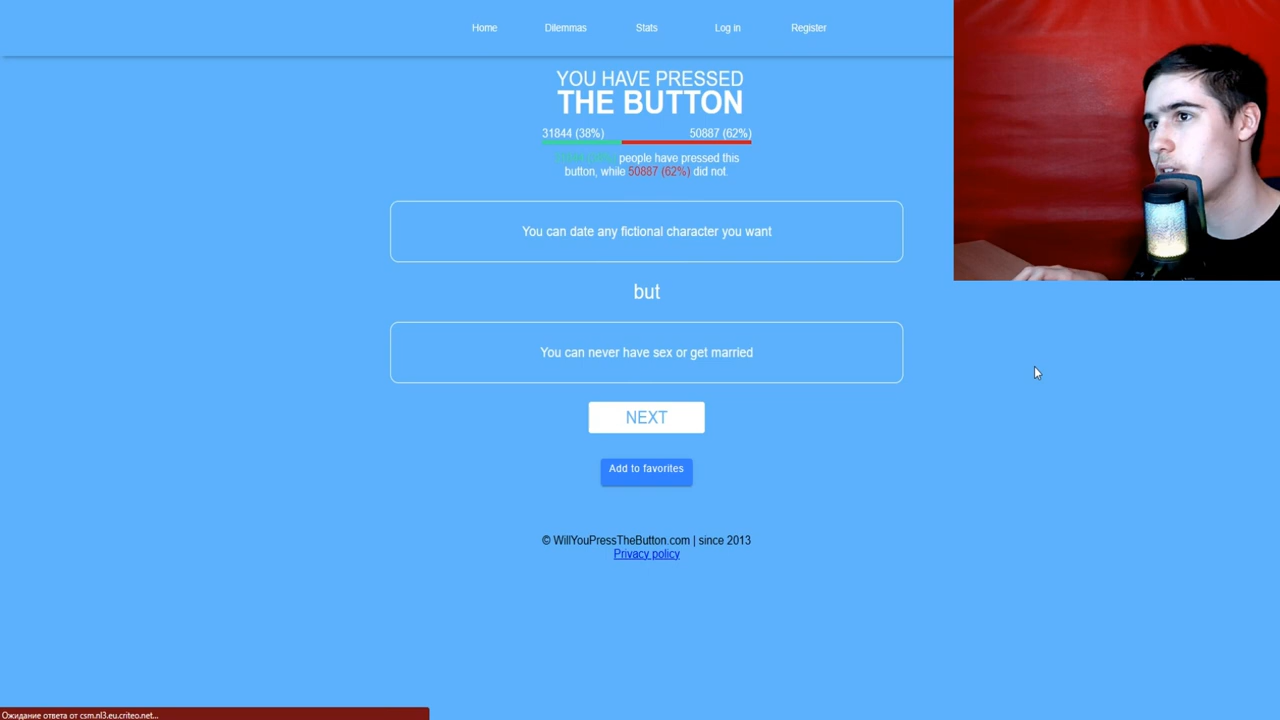 Home Dilemmas Stats Log in Register
YOU HAVE PRESSED
THE BUTTON
31844 (38%) 50887 (62%)
31844 (38%) people have pressed this
button, while 50887 (62%) did not.
You can date any fictional character you want
but
You can never have sex or get married
NEXT
Add to favorites
© WillYouPressTheButton.com | since 2013
Privacy policy
Ожидание ответа от csm.nl3.eu.criteo.net...